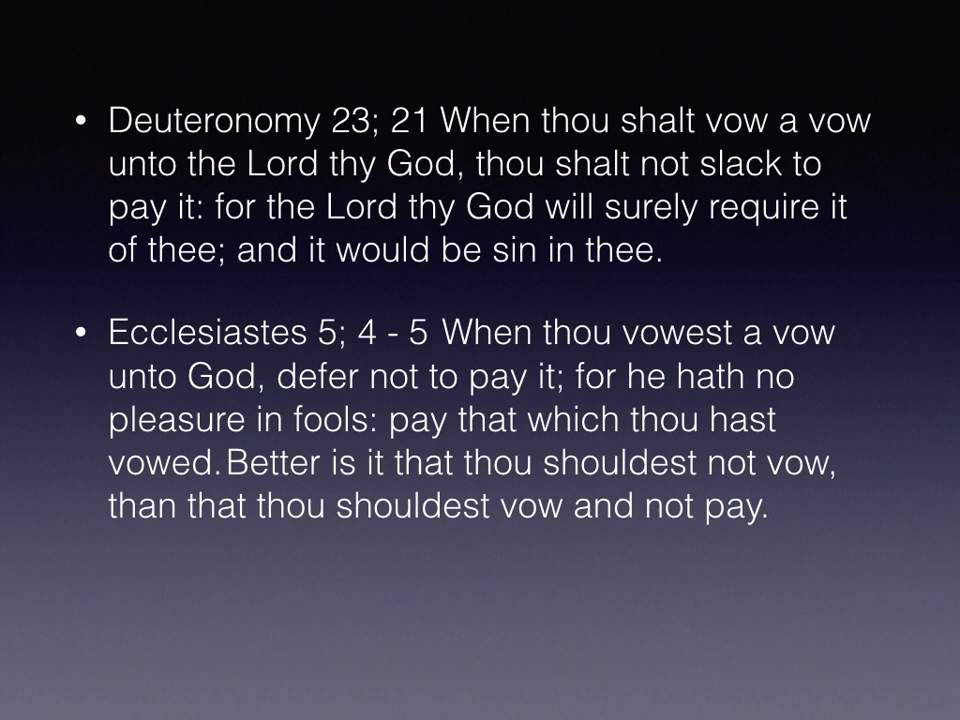 • Deuteronomy 23; 21 When thou shalt vow a vow
unto the Lord thy God, thou shalt not slack to
pay it: for the Lord thy God will surely require it
of thee; and it would be sin in thee.
• Ecclesiastes 5; 4 - 5 When thou vowest a vow
unto God, defer not to pay it; for he hath no
pleasure in fools: pay that which thou hast
vowed. Better is it that thou shouldest not vow,
than that thou shouldest vow and not pay.